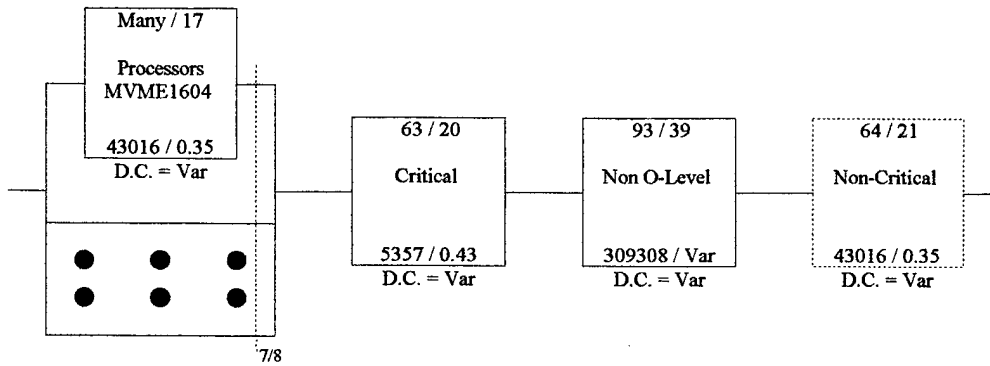 Many / 17
Processors
MVME1604
43016 / 0.35
D.C. = Var
7/8
63 / 20
Critical
5357 / 0.43
D.C. = Var
93 / 39
Non O-Level
309308 / Var
D.C. = Var
64 / 21
Non-Critical
43016 / 0.35
D.C. = Var